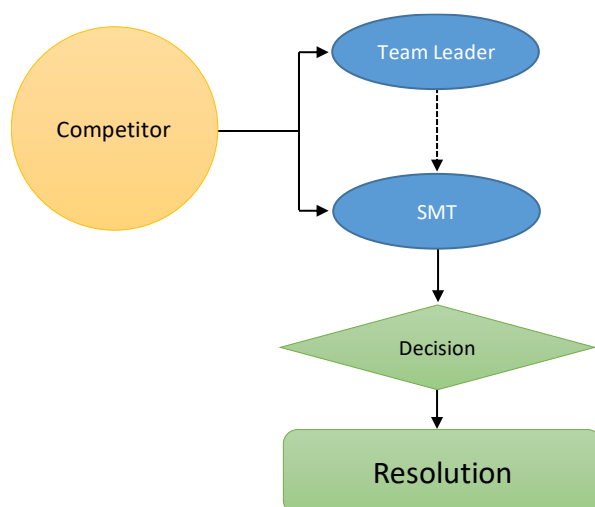 Team Leader
Competitor
SMT
Decision
Resolution